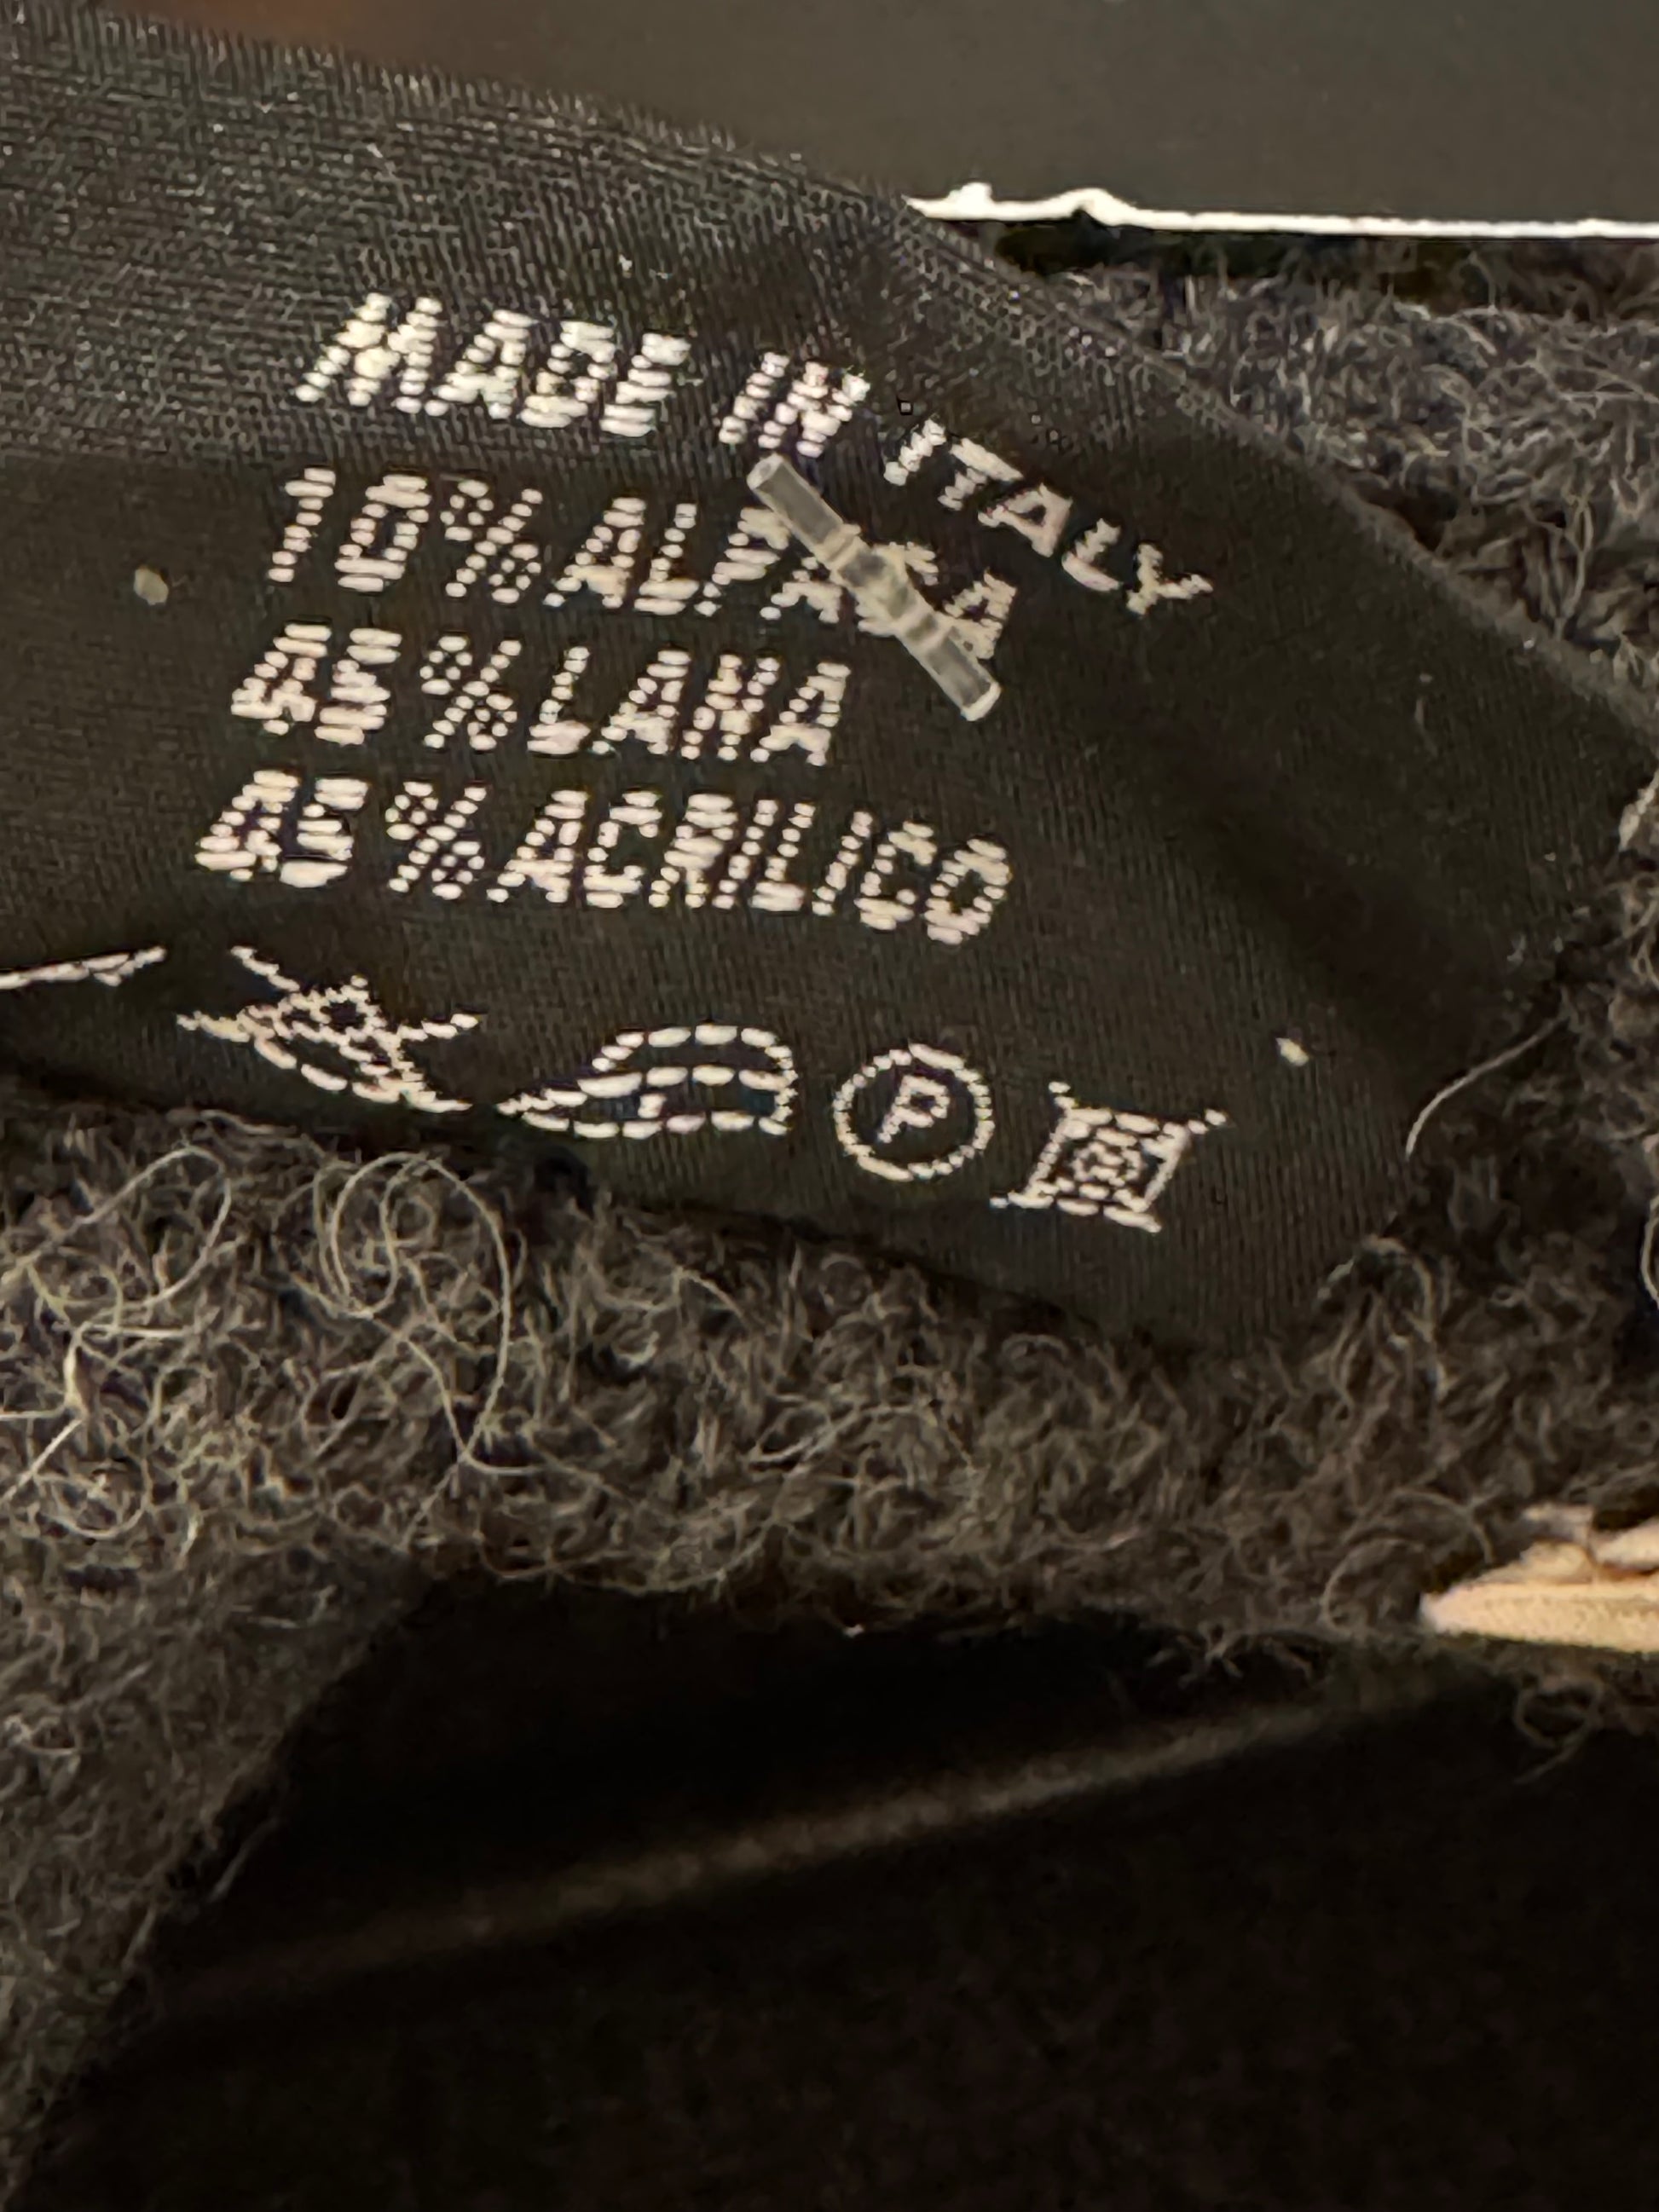 MADE IN ITALY
10% ALPACA
45% LANA
45% ACRILICO
P